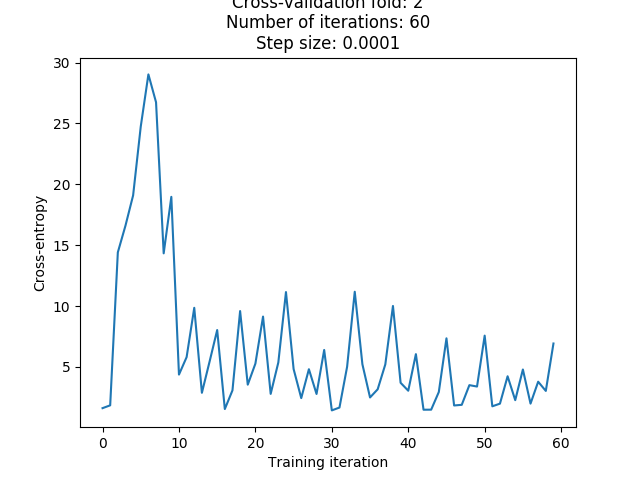 Cross-validation fold: 2
Number of iterations: 60
Step size: 0.0001
30
25
20
15
10
5
Cross-entropy
0 10 20 30 40 50 60
Training iteration